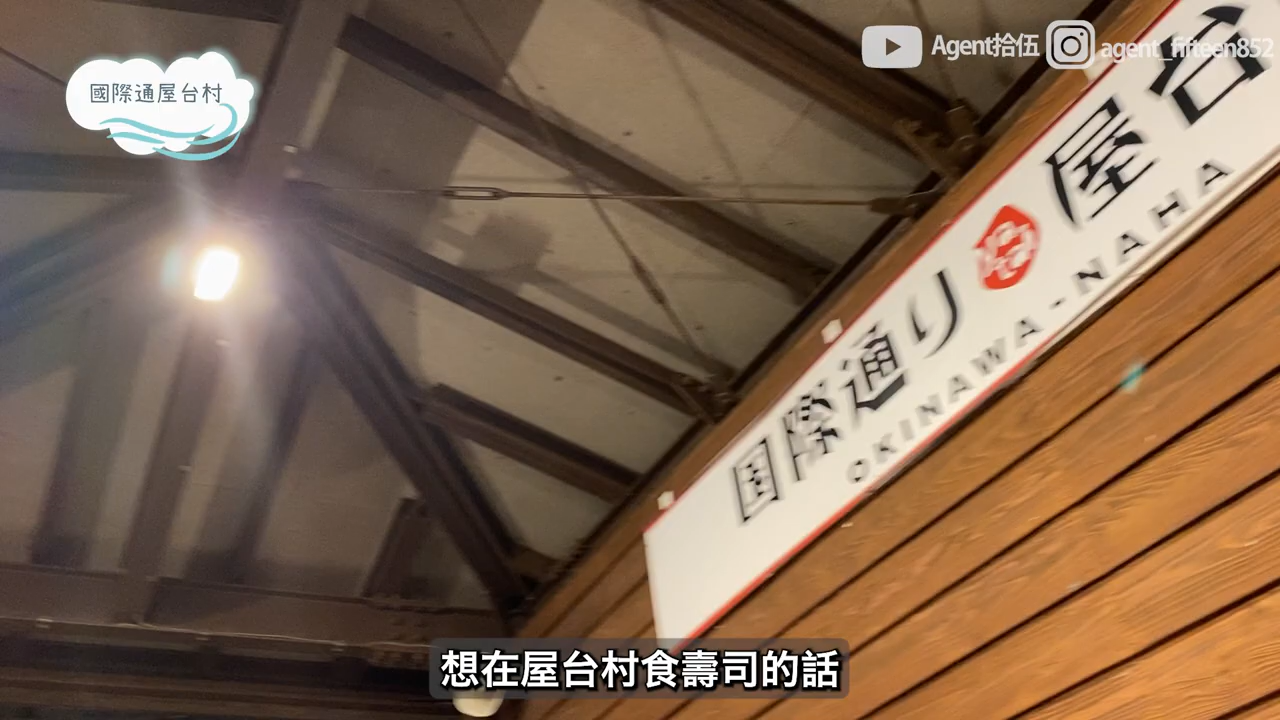 國際通屋台村
Agent拾伍
agent_fifteen852
国際通り
屋台
OKINAWA-NAHA
想在屋台村食壽司的話